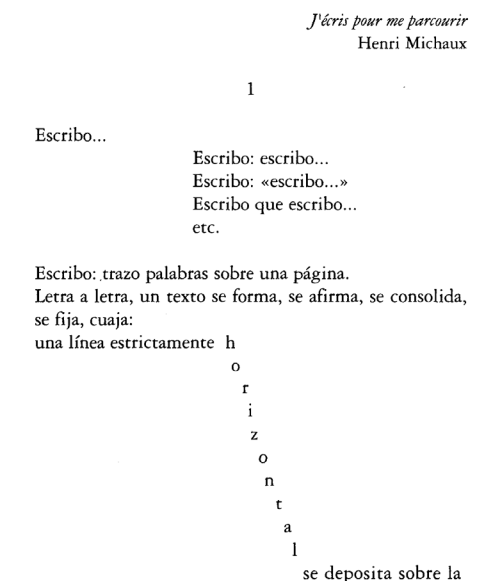 J'écris pour me parcourir
Henri Michaux
1
Escribo...
Escribo: escribo...
Escribo: «escribo...»
Escribo que escribo...
etc.
Escribo: trazo palabras sobre una página.
Letra a letra, un texto se forma, se afirma, se consolida,
se fija, cuaja:
una línea estrictamente h
o
r
i
z
o
n
t
a
l
se deposita sobre la